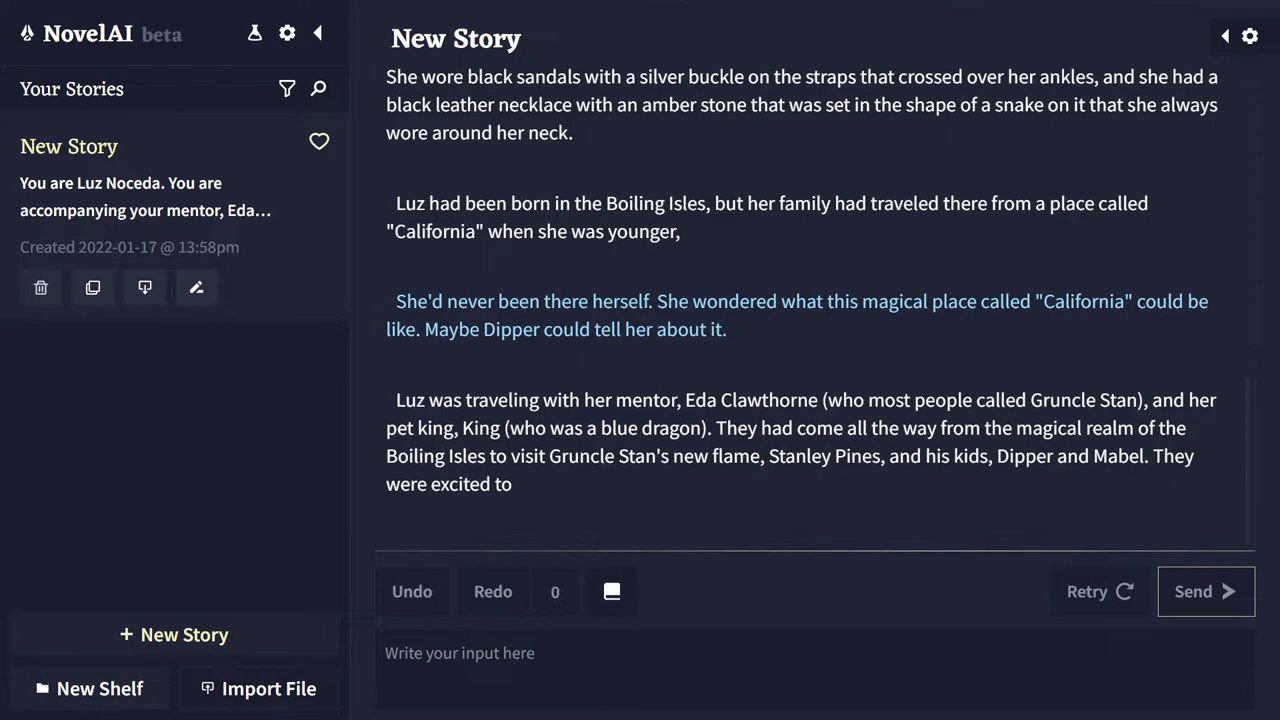 NovelAI beta
Your Stories
New Story
You are Luz Noceda. You are
accompanying your mentor, Eda...
Created 2022-01-17 @ 13:58pm
+ New Story
New Shelf
Import File
New Story
She wore black sandals with a silver buckle on the straps that crossed over her ankles, and she had a
black leather necklace with an amber stone that was set in the shape of a snake on it that she always
wore around her neck.
Luz had been born in the Boiling Isles, but her family had traveled there from a place called
"California" when she was younger,
She'd never been there herself. She wondered what this magical place called "California" could be
like. Maybe Dipper could tell her about it.
Luz was traveling with her mentor, Eda Clawthorne (who most people called Gruncle Stan), and her
pet king, King (who was a blue dragon). They had come all the way from the magical realm of the
Boiling Isles to visit Gruncle Stan's new flame, Stanley Pines, and his kids, Dipper and Mabel. They
were excited to
Undo
Redo
0
Retry
Send
Write your input here